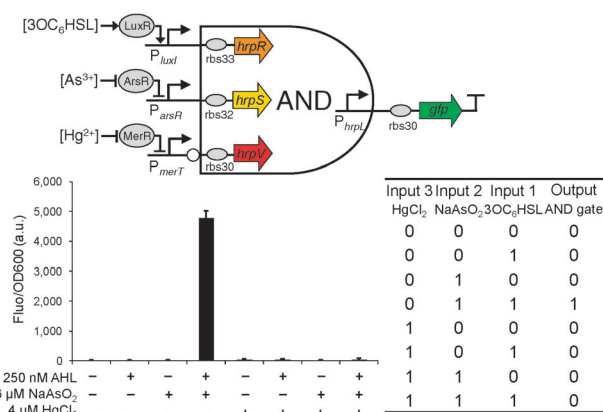 [3OC6HSL] LuxR
PluxI rbs33 hrpR
[As3+] ArsR
ParsR rbs32 hrpS AND
PhrpL rbs30 gfp
[Hg2+] MerR
PmerT rbs30 hrpV
6,000
5,000
4,000
3,000
2,000
1,000
0
Fluo/OD600 (a.u.)
250 nM AHL – + – + – + – +
µM NaAsO2 – – + + – – + +
4 µM HgCl2
Input 3 Input 2 Input 1 Output
HgCl2 NaAsO2 3OC6HSL AND gate
0 0 0 0
0 0 1 0
0 1 0 0
0 1 1 1
1 0 0 0
1 0 1 0
1 1 0 0
1 1 1 0